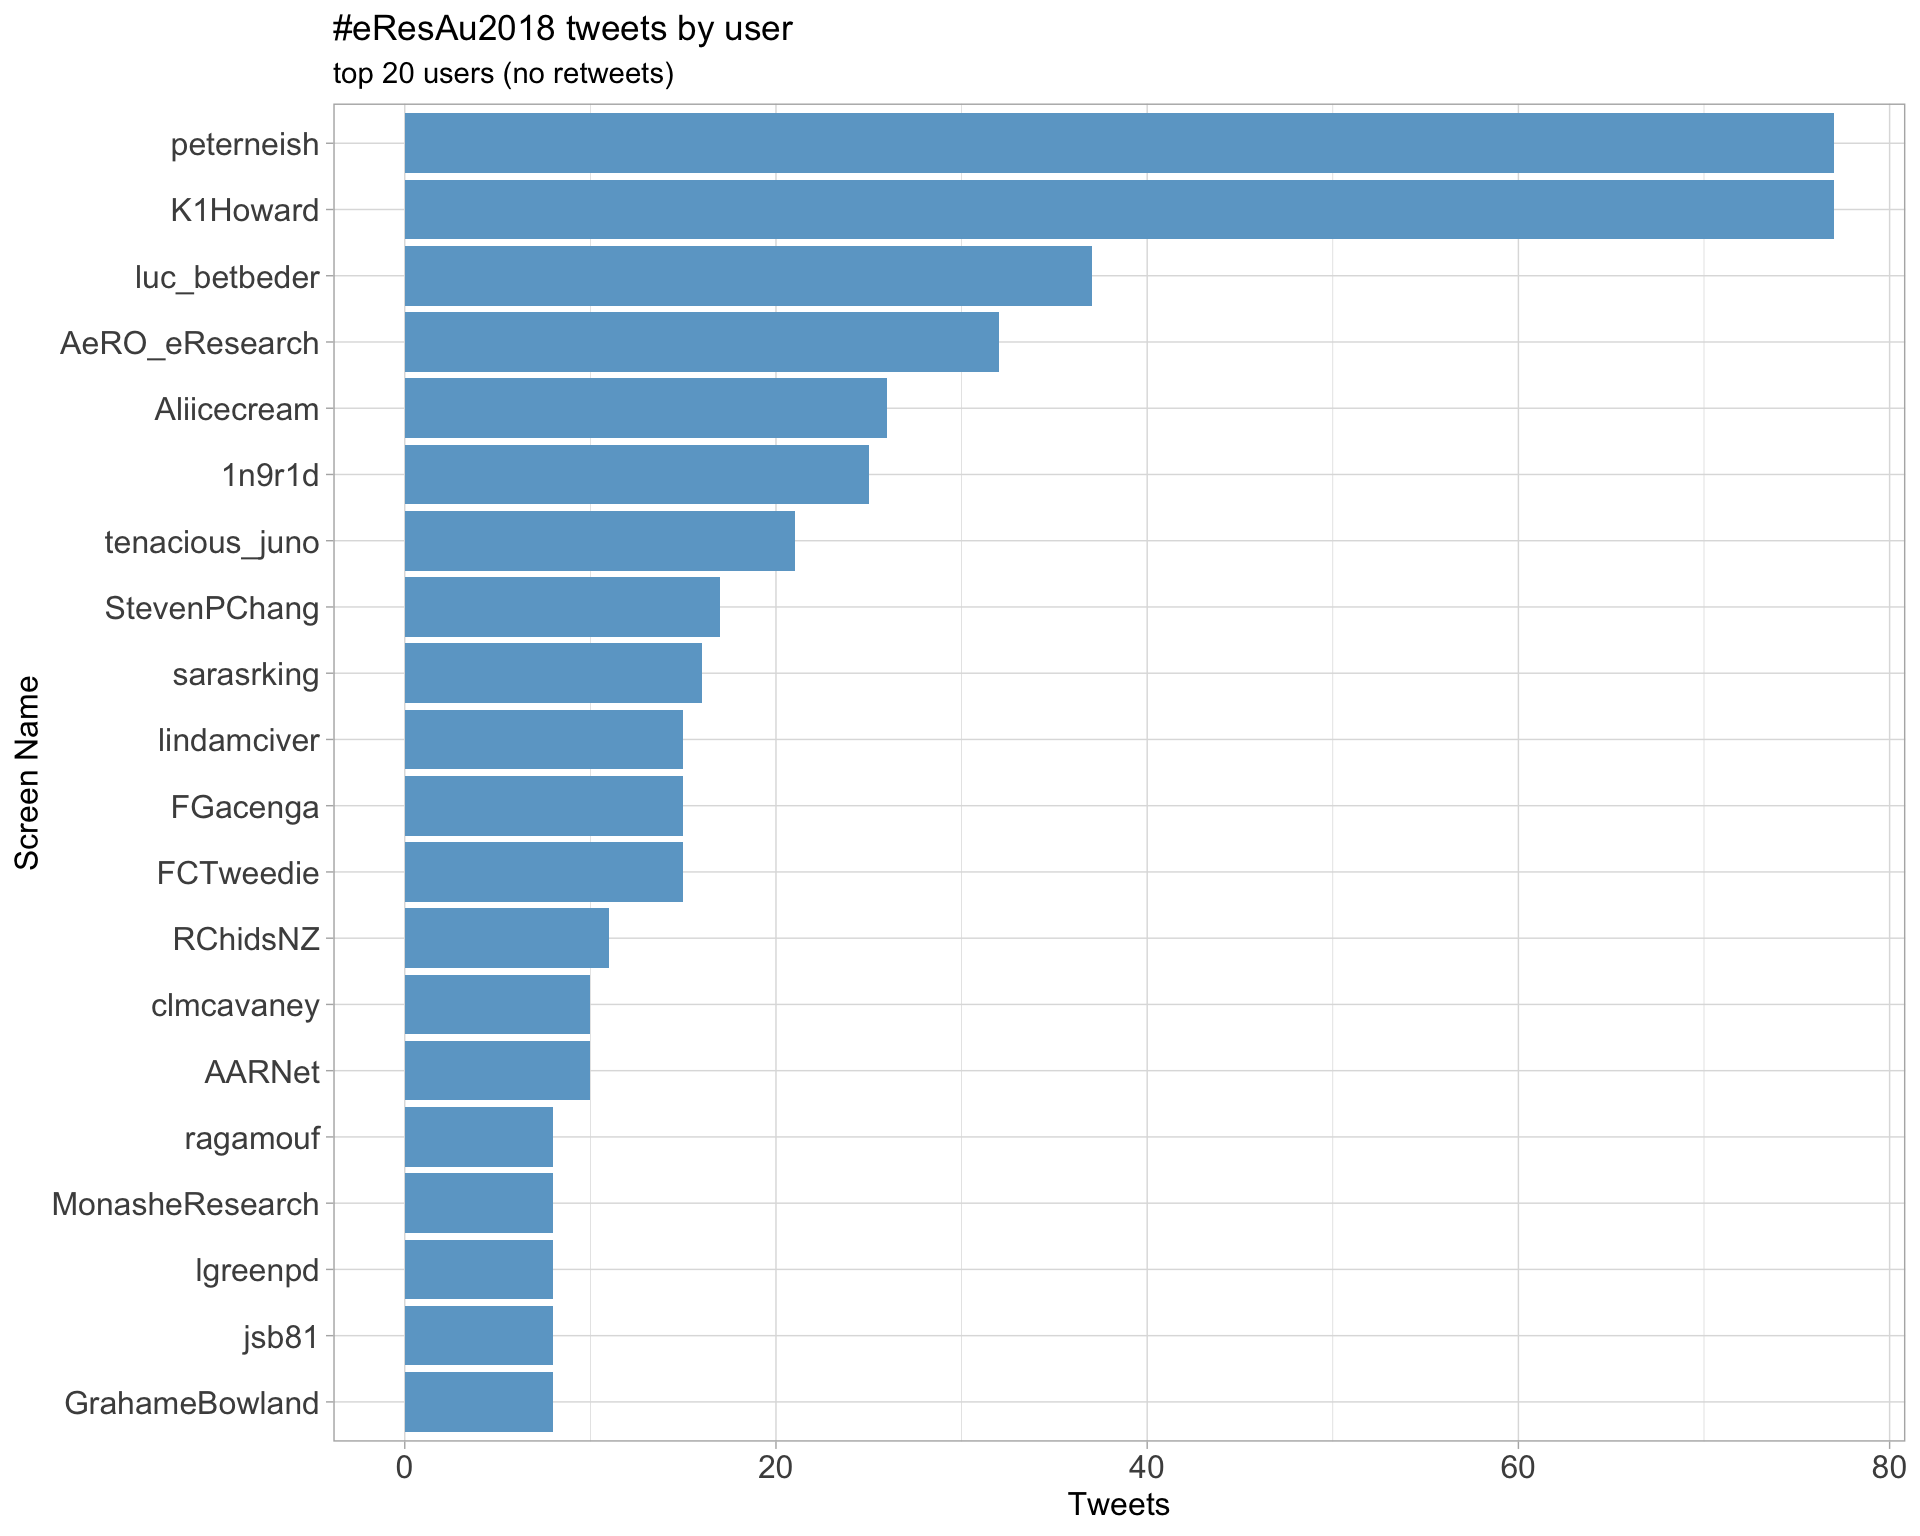 #eResAu2018 tweets by user
top 20 users (no retweets)
peterneish
K1Howard
luc_betbeder
AeRO_eResearch
Aliicecream
1n9r1d
tenacious_juno
StevenPChang
sarasrking
lindamciver
FGacenga
FCTweedie
RChidsNZ
clmcavaney
AARNet
ragamouf
MonasheResearch
lgreenpd
jsb81
GrahameBowland
Screen Name
0 20 40 60 80
Tweets